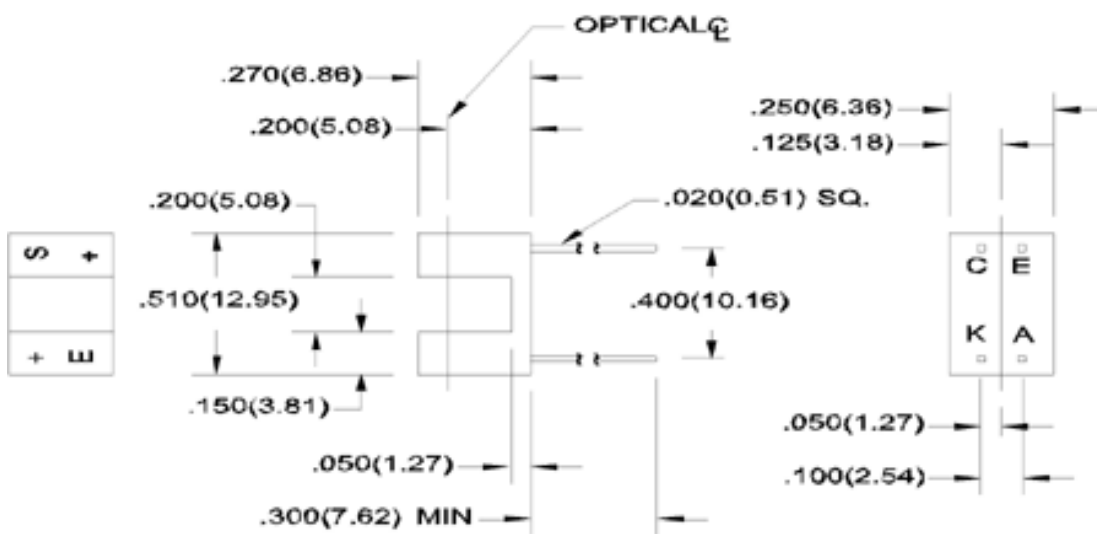 OPTICAL℄
.270(6.86)
.200(5.08)
.250(6.36)
.125(3.18)
.200(5.08)
.020(0.51) SQ.
S +
C E
.510(12.95)
.400(10.16)
K A
+ E
.150(3.81)
.050(1.27)
.050(1.27)
.100(2.54)
.300(7.62) MIN